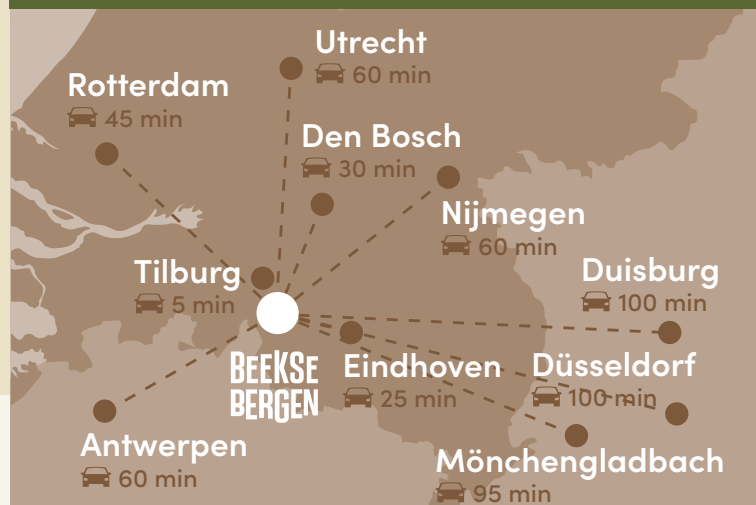 Utrecht
60 min
Rotterdam
45 min
Den Bosch
30 min
Nijmegen
60 min
Tilburg
5 min
Duisburg
100 min
BEEKSE
BERGEN
Eindhoven
25 min
Düsseldorf
100 min
Antwerpen
60 min
Mönchengladbach
95 min